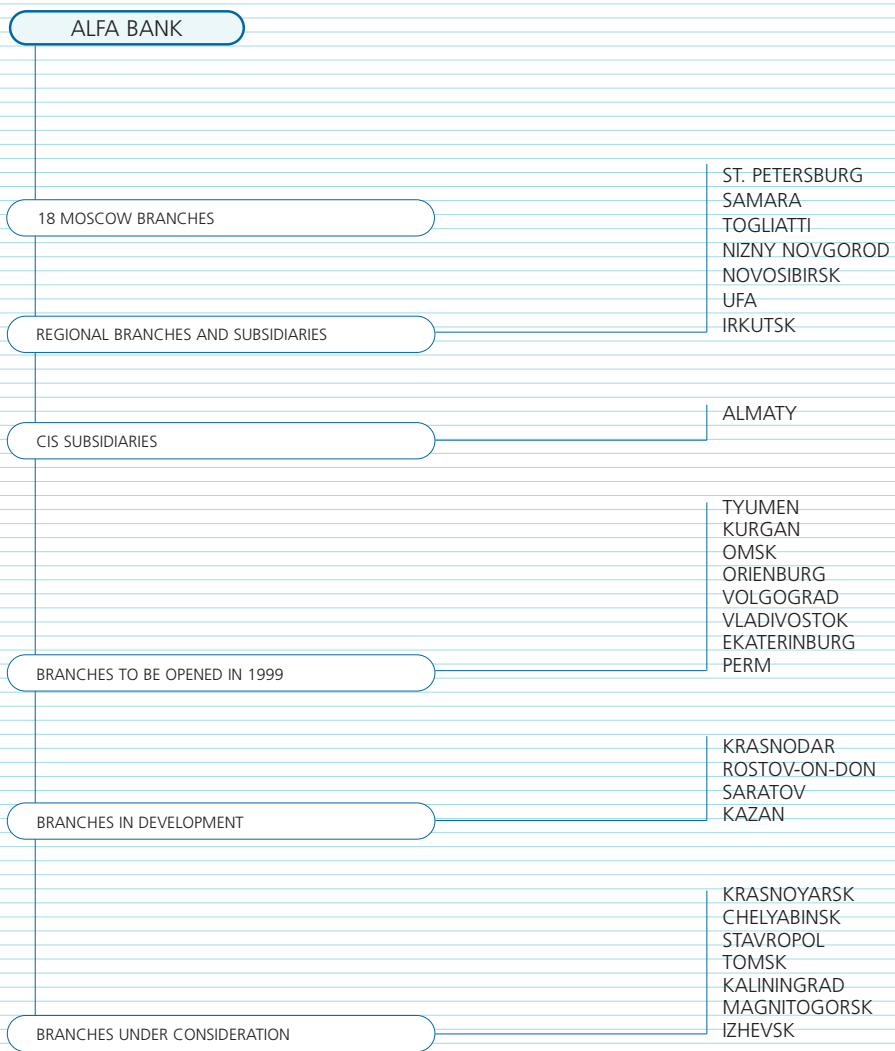 ALFA BANK
18 MOSCOW BRANCHES
REGIONAL BRANCHES AND SUBSIDIARIES
ST. PETERSBURG
SAMARA
TOGLIATTI
NIZNY NOVGOROD
NOVOSIBIRSK
UFA
IRKUTSK
CIS SUBSIDIARIES
ALMATY
BRANCHES TO BE OPENED IN 1999
TYUMEN
KURGAN
OMSK
ORIENBURG
VOLGOGRAD
VLADIVOSTOK
EKATERINBURG
PERM
BRANCHES IN DEVELOPMENT
KRASNODAR
ROSTOV-ON-DON
SARATOV
KAZAN
BRANCHES UNDER CONSIDERATION
KRASNOYARSK
CHELYABINSK
STAVROPOL
TOMSK
KALININGRAD
MAGNITOGORSK
IZHEVSK